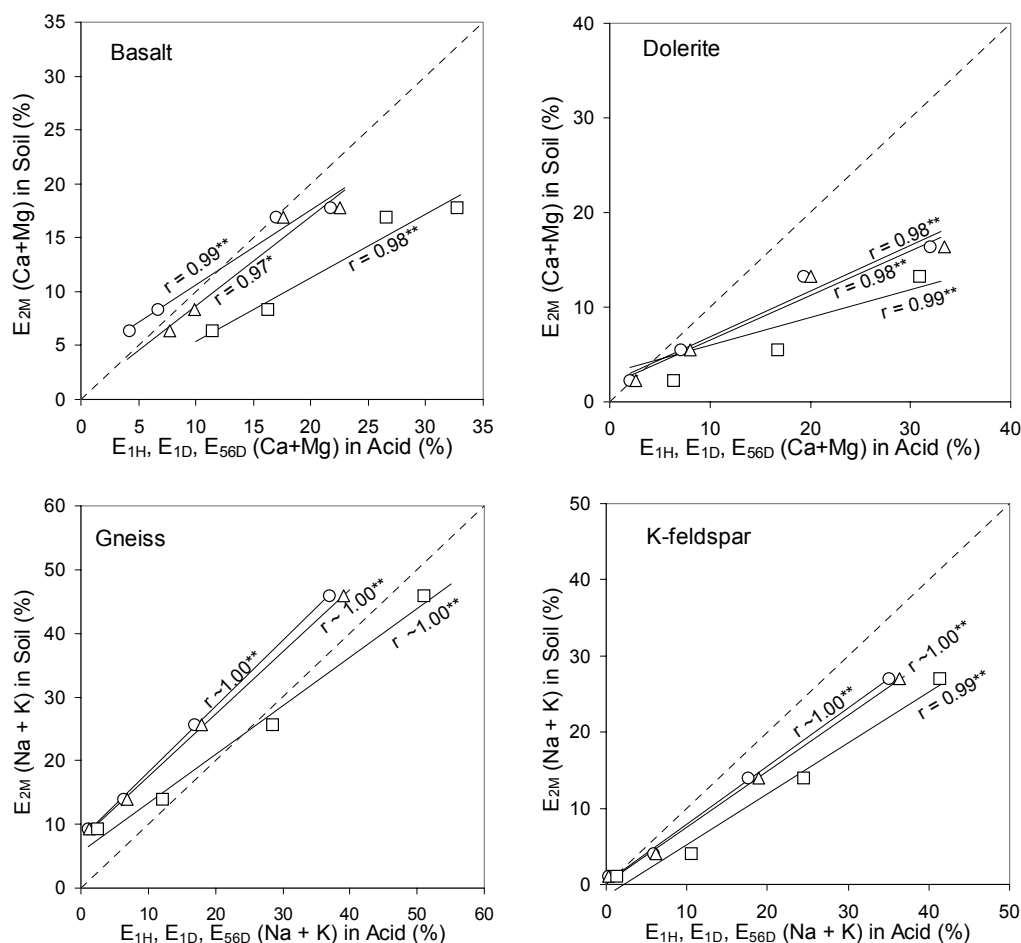 Basalt
E2M (Ca+Mg) in Soil (%)
35
30
25
20
15
10
5
0
r = 0.99**
r = 0.97*
r = 0.98**
0 5 10 15 20 25 30 35
E1H, E1D, E56D (Ca+Mg) in Acid (%)
Dolerite
E2M (Ca+Mg) in Soil (%)
40
30
20
10
0
r = 0.98**
r = 0.98**
r = 0.99**
0 10 20 30 40
E1H, E1D, E56D (Ca+Mg) in Acid (%)
Gneiss
E2M (Na + K) in Soil (%)
60
50
40
30
20
10
0
r ~1.00**
r ~ 1.00**
r ~1.00**
0 10 20 30 40 50 60
E1H, E1D, E56D (Na + K) in Acid (%)
K-feldspar
E2M (Na + K) in Soil (%)
50
40
30
20
10
0
r ~1.00**
r ~1.00**
r = 0.99**
0 10 20 30 40 50
E1H, E1D, E56D (Na + K) in Acid (%)